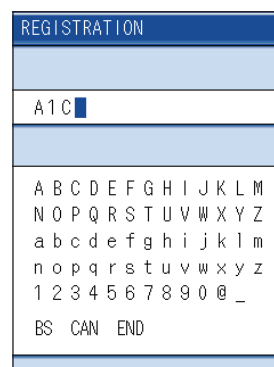 REGISTRATION
A1C
A B C D E F G H I J K L M
N O P Q R S T U V W X Y Z
a b c d e f g h i j k l m
n o p q r s t u v w x y z
1 2 3 4 5 6 7 8 9 0 @ _
BS CAN END